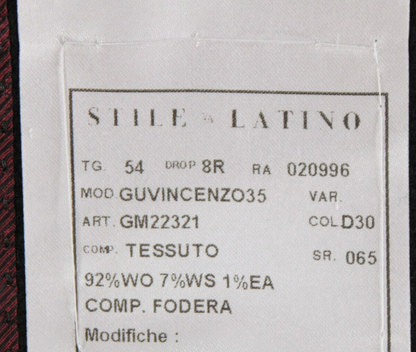 STILE LATINO
TG. 54 DROP 8R RA 020996
MOD. GUVINCENZO35 VAR.
ART. GM22321 COL D30
COMP. TESSUTO SR. 065
92%WO 7%WS 1%EA
COMP. FODERA
Modifiche :